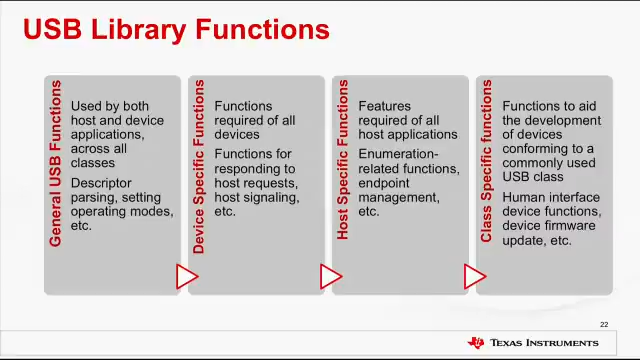 USB Library Functions
General USB Functions
Used by both
host and device
applications,
across all
classes
Descriptor
parsing, setting
operating modes,
etc.
Device Specific Functions
Functions
required of all
devices
Functions for
responding to
host requests,
host signaling,
etc.
Host Specific Functions
Features
required of all
host applications
Enumeration-
related functions,
endpoint
management,
etc.
Class Specific functions
Functions to aid
the development
of devices
conforming to a
commonly used
USB class
Human interface
device functions,
device firmware
update, etc.
22
TEXAS INSTRUMENTS